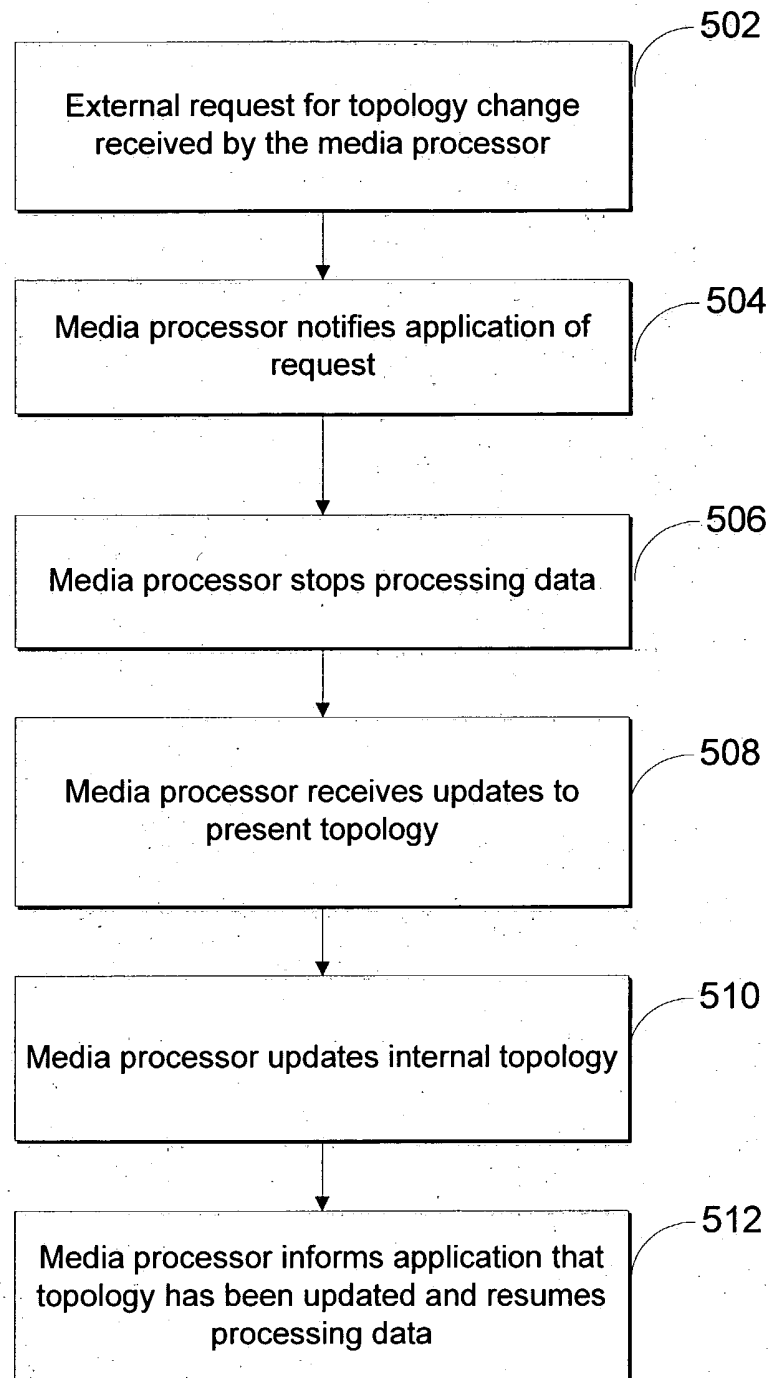 502
External request for topology change
received by the media processor
504
Media processor notifies application of
request
506
Media processor stops processing data
508
Media processor receives updates to
present topology
510
Media processor updates internal topology
512
Media processor informs application that
topology has been updated and resumes
processing data